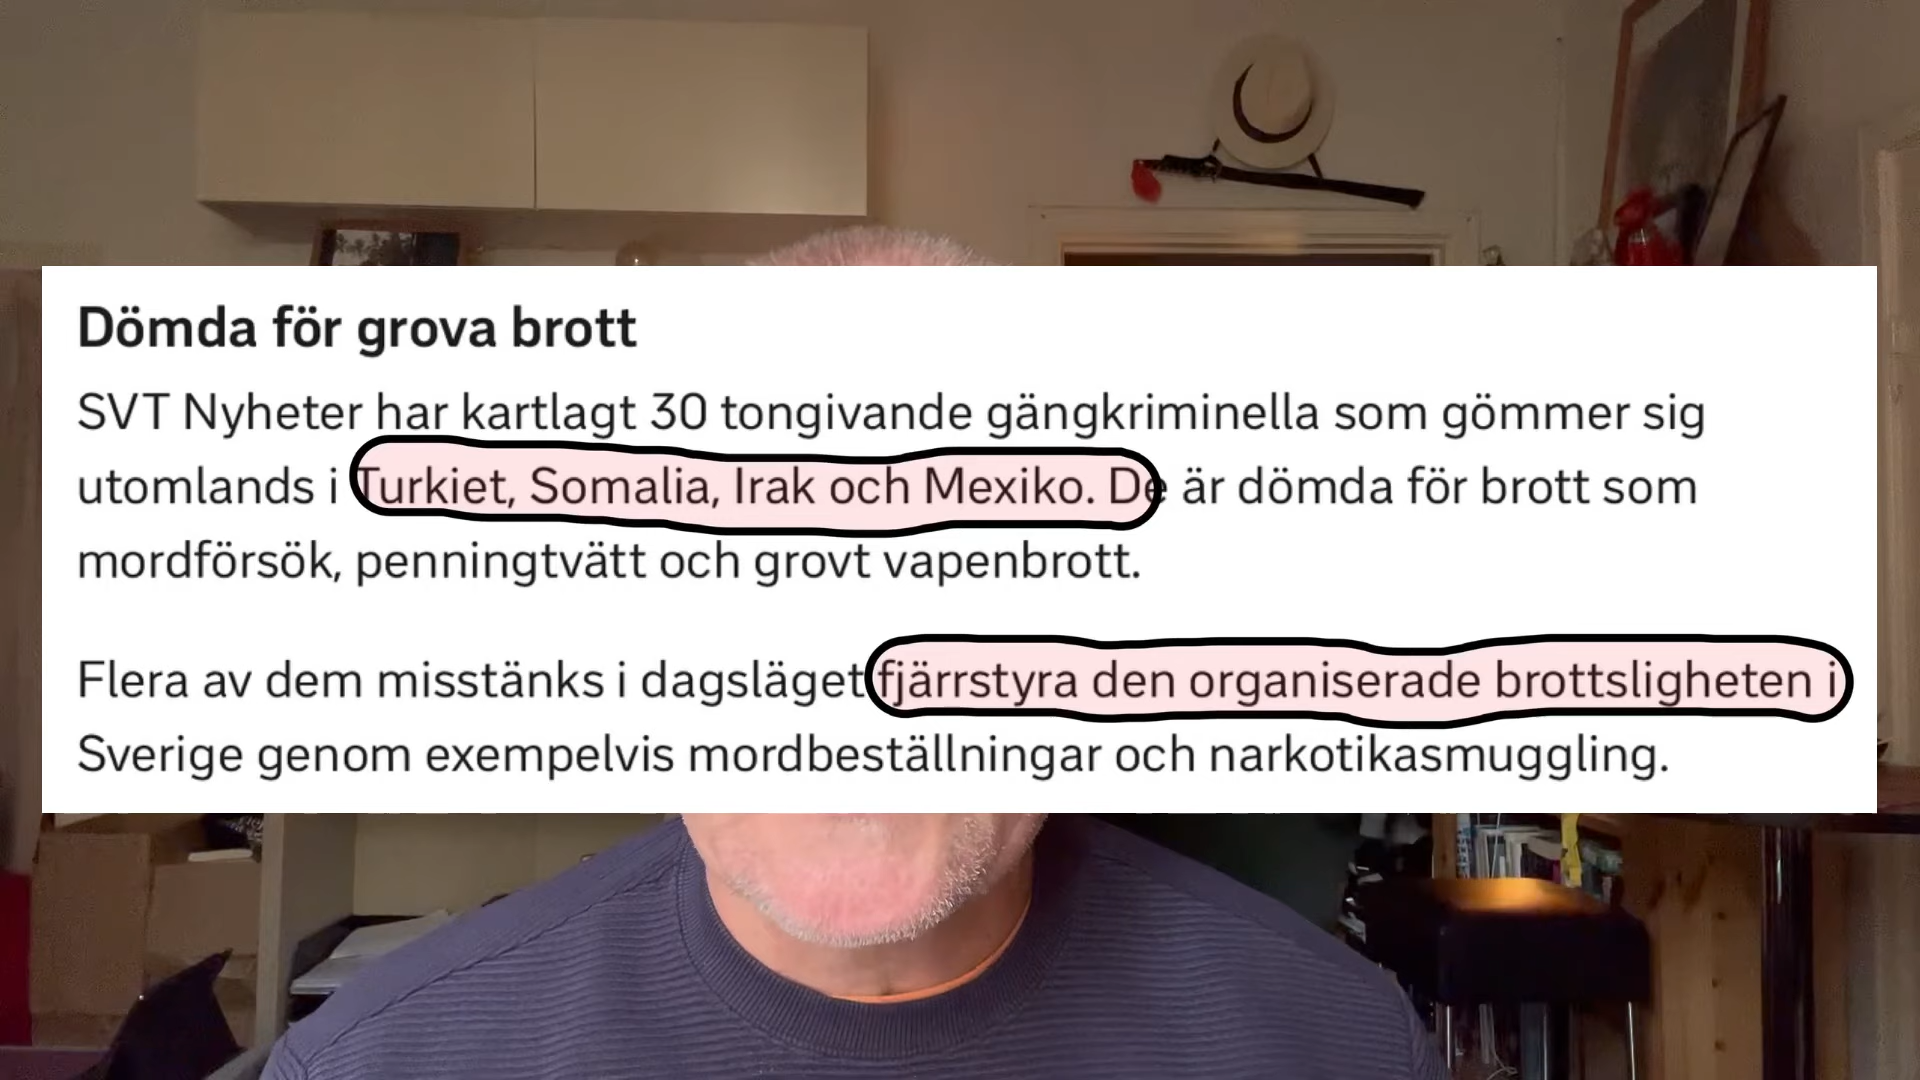 Dömda för grova brott
SVT Nyheter har kartlagt 30 tongivande gängkriminella som gömmer sig
utomlands i Turkiet, Somalia, Irak och Mexiko. De är dömda för brott som
mordförsök, penningtvätt och grovt vapenbrott.
Flera av dem misstänks i dagsläget fjärrstyra den organiserade brottsligheten i
Sverige genom exempelvis mordbeställningar och narkotikasmuggling.